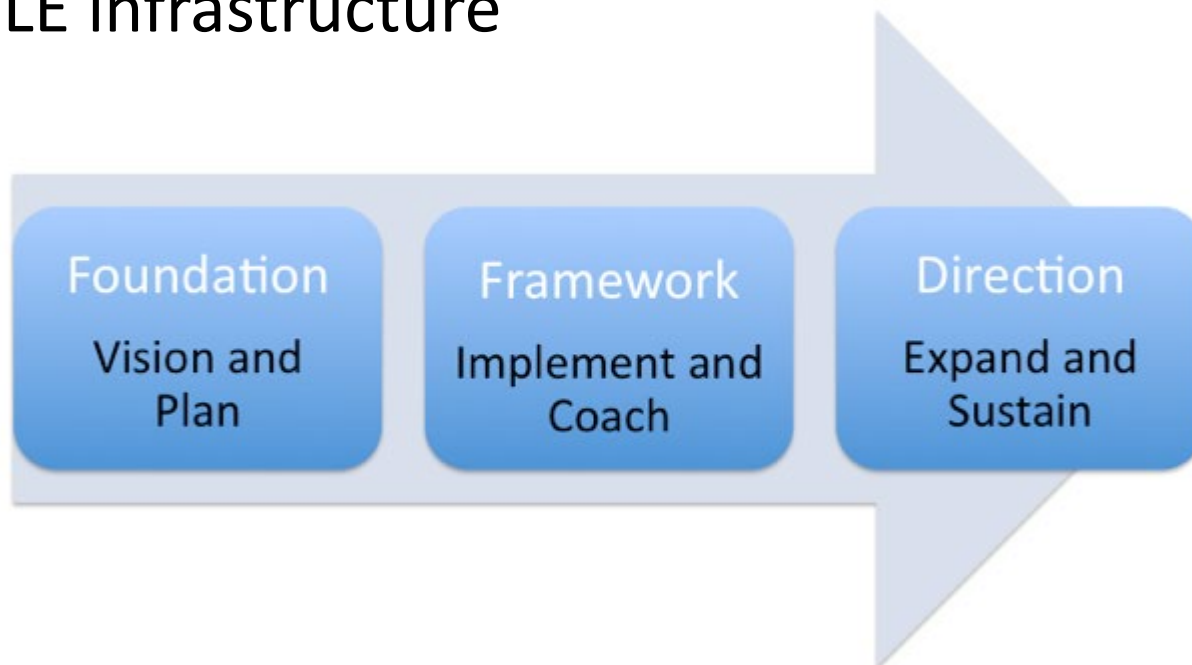 LE Infrastructure
Foundation
Vision and
Plan
Framework
Implement and
Coach
Direction
Expand and
Sustain